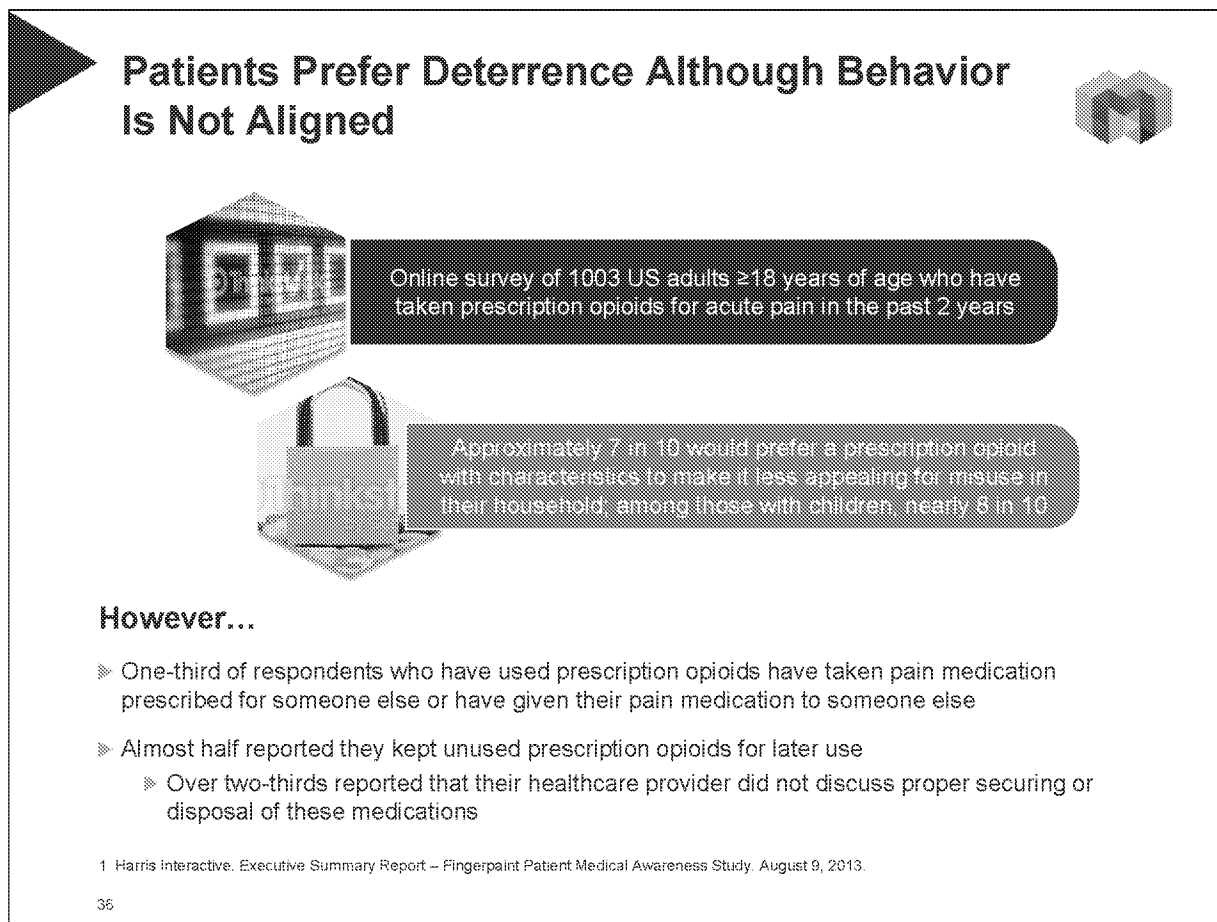 Patients Prefer Deterrence Although Behavior
Is Not Aligned
Online survey of 1003 US adults ≥18 years of age who have
taken prescription opioids for acute pain in the past 2 years
Approximately 7 in 10 would prefer a prescription opioid
with characteristics to make it less appealing for misuse in
their household; among those with children, nearly 8 in 10
However…
One-third of respondents who have used prescription opioids have taken pain medication
prescribed for someone else or have given their pain medication to someone else
Almost half reported they kept unused prescription opioids for later use
Over two-thirds reported that their healthcare provider did not discuss proper securing or
disposal of these medications
1 Harris Interactive. Executive Summary Report – Fingerpaint Patient Medical Awareness Study. August 9, 2013.
36